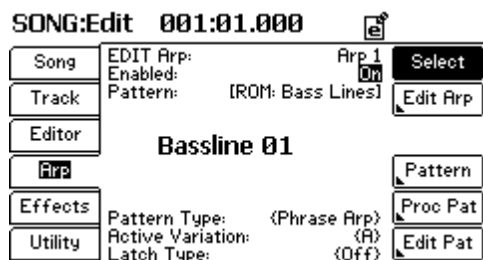 SONG:Edit 001:01.000 e
Song
Track
Editor
Arp
Effects
Utility
EDIT Arp: Arp 1
Enabled: On
Pattern: [ROM: Bass Lines]
Bassline 01
Pattern Type: {Phrase Arp}
Active Variation: {A}
Latch Type: {Off}
Select
Edit Arp
Pattern
Proc Pat
Edit Pat